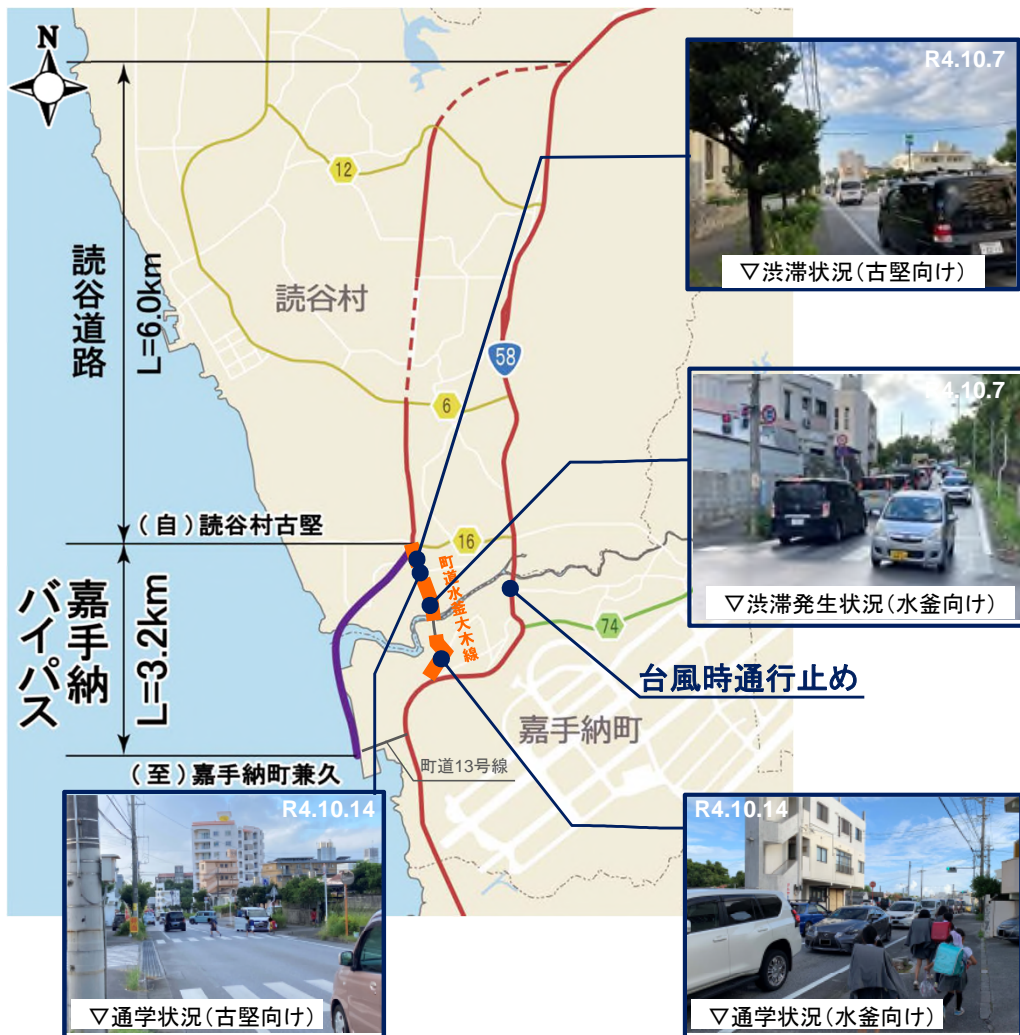 N
R4.10.7
▽渋滞状況(古堅向け)
12
読谷道路
L=6.0km
読谷村
58
6
R4.10.7
▽渋滞発生状況(水釜向け)
(自)読谷村古堅
16
町道水釜大木線
74
嘉手納バイパス
L=3.2km
台風時通行止め
嘉手納町
(至)嘉手納町兼久
町道13号線
R4.10.14
▽通学状況(古堅向け)
R4.10.14
▽通学状況(水釜向け)